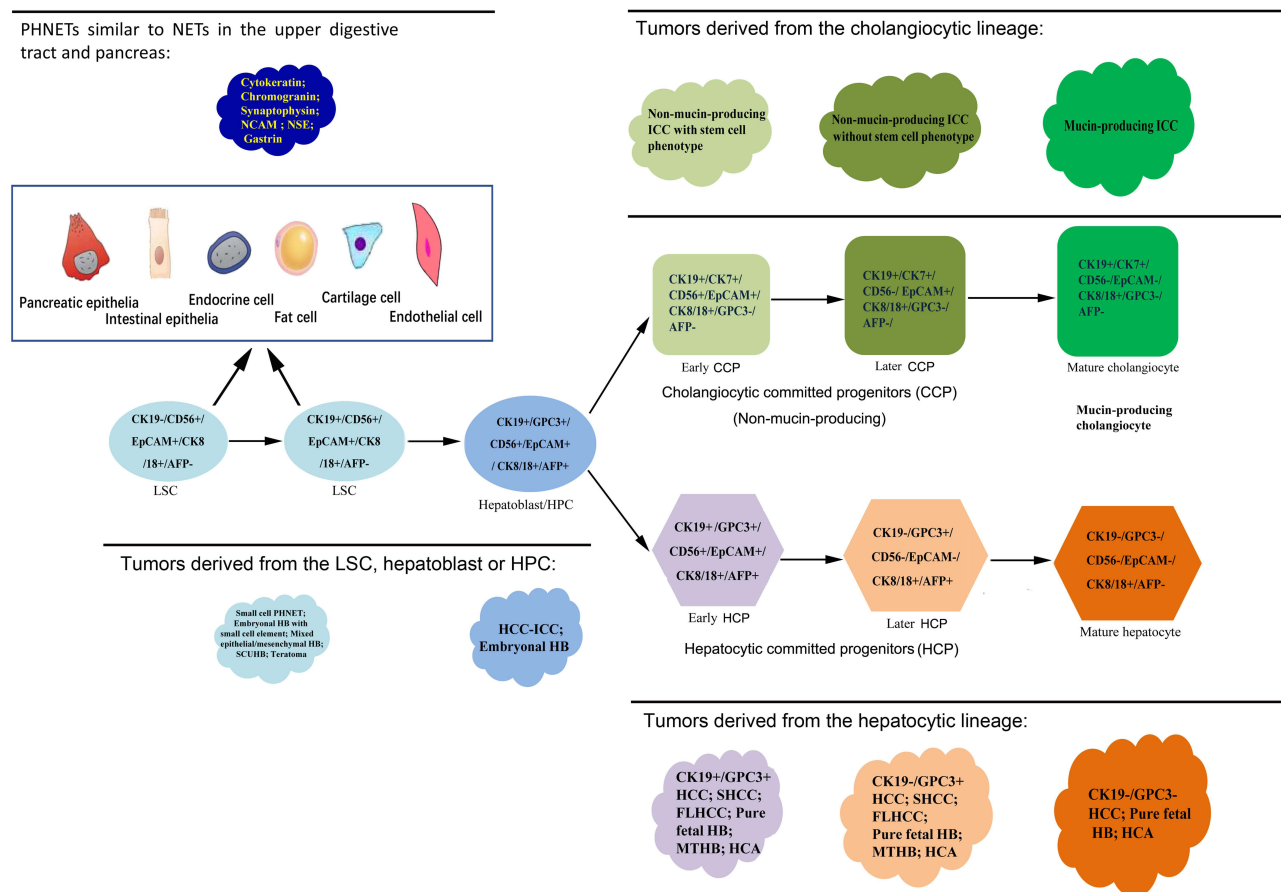 PHNETs similar to NETs in the upper digestive
tract and pancreas:
Cytokeratin;
Chromogranin;
Synaptophysin;
NCAM ; NSE;
Gastrin
Pancreatic epithelia
Intestinal epithelia
Endocrine cell
Fat cell
Cartilage cell
Endothelial cell
CK19-/CD56+/
EpCAM+/CK8
/18+/AFP-
LSC
CK19+/CD56+/
EpCAM+/CK8
/18+/AFP-
LSC
CK19+/GPC3+/
CD56+/EpCAM+
/ CK8/18+/AFP+
Hepatoblast/HPC
Tumors derived from the LSC, hepatoblast or HPC:
Small cell PHNET;
Embryonal HB with
small cell element; Mixed
epithelial/mesenchymal HB;
SCUHB; Teratoma
HCC-ICC;
Embryonal HB
Tumors derived from the cholangiocytic lineage:
Non-mucin-producing
ICC with stem cell
phenotype
Non-mucin-producing ICC
without stem cell phenotype
Mucin-producing ICC
CK19+/CK7+/
CD56+/EpCAM+/
CK8/18+/GPC3-/
AFP-
Early CCP
CK19+/CK7+/
CD56-/ EpCAM+/
CK8/18+/GPC3-/
AFP-/
Later CCP
CK19+/CK7+/
CD56-/EpCAM-/
CK8/18+/GPC3-/
AFP-
Mature cholangiocyte
Cholangiocytic committed progenitors (CCP)
(Non-mucin-producing)
Mucin-producing
cholangiocyte
CK19+/GPC3+/
CD56+/EpCAM+/
CK8/18+/AFP+
Early HCP
CK19-/GPC3+/
CD56-/EpCAM-/
CK8/18+/AFP+
Later HCP
CK19-/GPC3-/
CD56-/EpCAM-/
CK8/18+/AFP-
Mature hepatocyte
Hepatocytic committed progenitors (HCP)
Tumors derived from the hepatocytic lineage:
CK19+/GPC3+
HCC; SHCC;
FLHCC; Pure
fetal HB;
MTHB; HCA
CK19-/GPC3+
HCC; SHCC;
FLHCC;
Pure fetal HB;
MTHB; HCA
CK19-/GPC3-
HCC; Pure fetal
HB; HCA